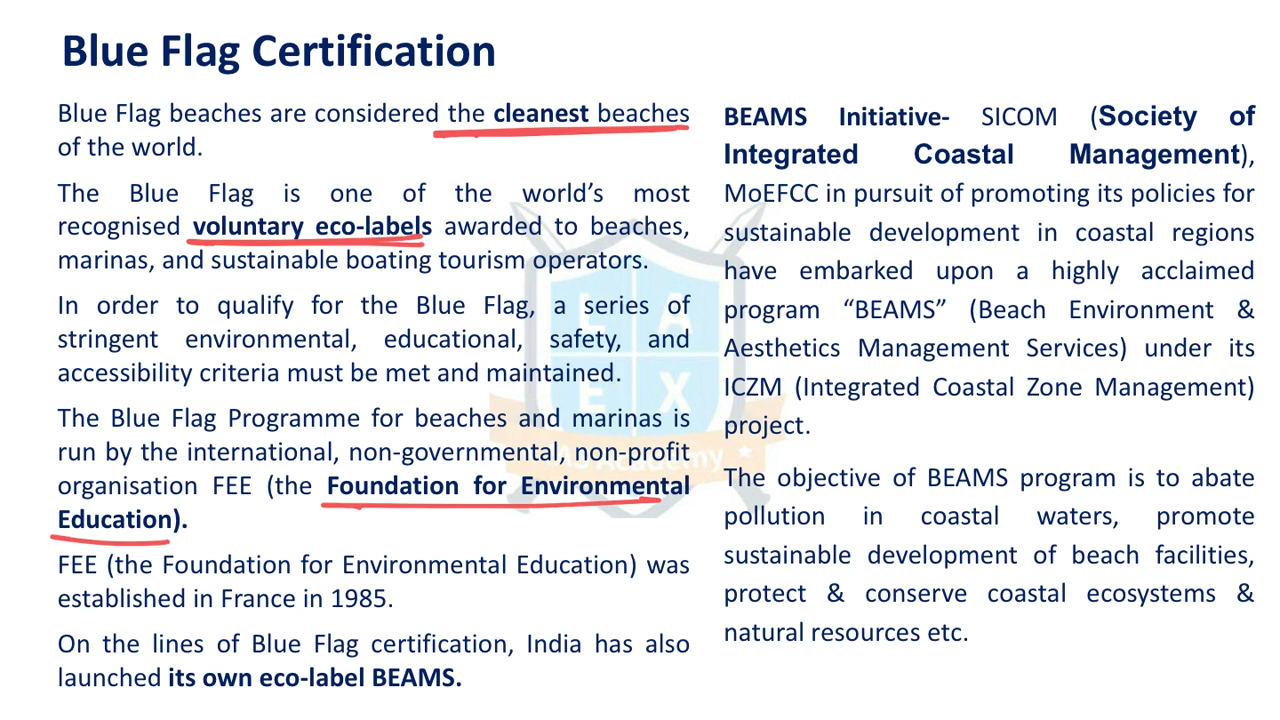 Blue Flag Certification
Blue Flag beaches are considered the cleanest beaches
of the world.
The Blue Flag is one of the world’s most
recognised voluntary eco-labels awarded to beaches,
marinas, and sustainable boating tourism operators.
In order to qualify for the Blue Flag, a series of
stringent environmental, educational, safety, and
accessibility criteria must be met and maintained.
The Blue Flag Programme for beaches and marinas is
run by the international, non-governmental, non-profit
organisation FEE (the Foundation for Environmental
Education).
FEE (the Foundation for Environmental Education) was
established in France in 1985.
On the lines of Blue Flag certification, India has also
launched its own eco-label BEAMS.
BEAMS Initiative- SICOM (Society of
Integrated Coastal Management),
MoEFCC in pursuit of promoting its policies for
sustainable development in coastal regions
have embarked upon a highly acclaimed
program “BEAMS” (Beach Environment &
Aesthetics Management Services) under its
ICZM (Integrated Coastal Zone Management)
project.
The objective of BEAMS program is to abate
pollution in coastal waters, promote
sustainable development of beach facilities,
protect & conserve coastal ecosystems &
natural resources etc.
L A
E X
Academy